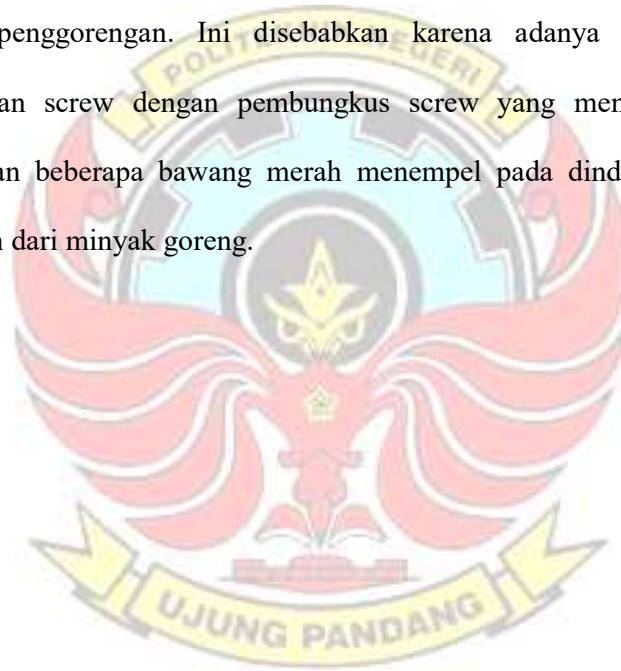 penggorengan. Ini disebabkan karena adanya
an screw dengan pembungkus screw yang men
an beberapa bawang merah menempel pada dind
dari minyak goreng.
UJUNG PANDANG